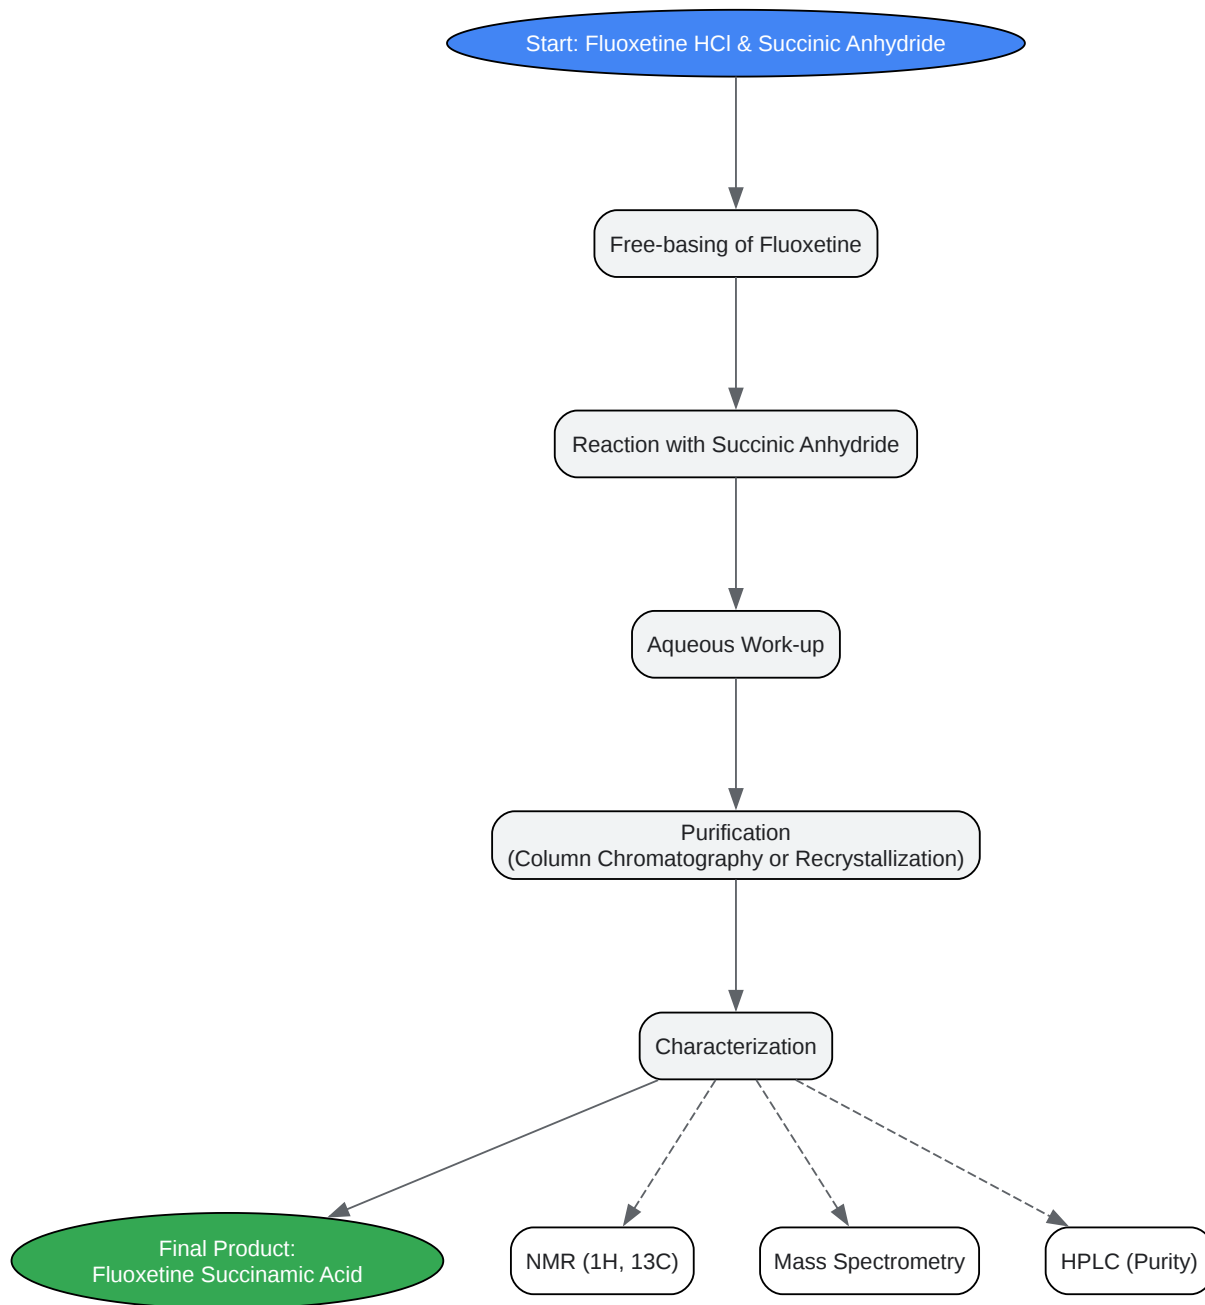 Start: Fluoxetine HCl & Succinic Anhydride
Free-basing of Fluoxetine
Reaction with Succinic Anhydride
Aqueous Work-up
Purification
(Column Chromatography or Recrystallization)
Characterization
Final Product:
Fluoxetine Succinamic Acid
NMR (1H, 13C)
Mass Spectrometry
HPLC (Purity)